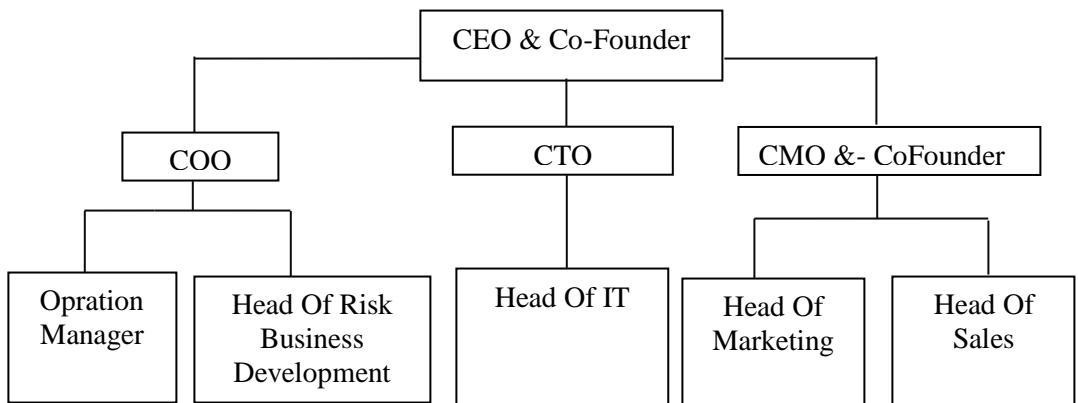 CEO & Co-Founder
COO
CTO
CMO &- CoFounder
Opration
Manager
Head Of Risk
Business
Development
Head Of IT
Head Of
Marketing
Head Of
Sales